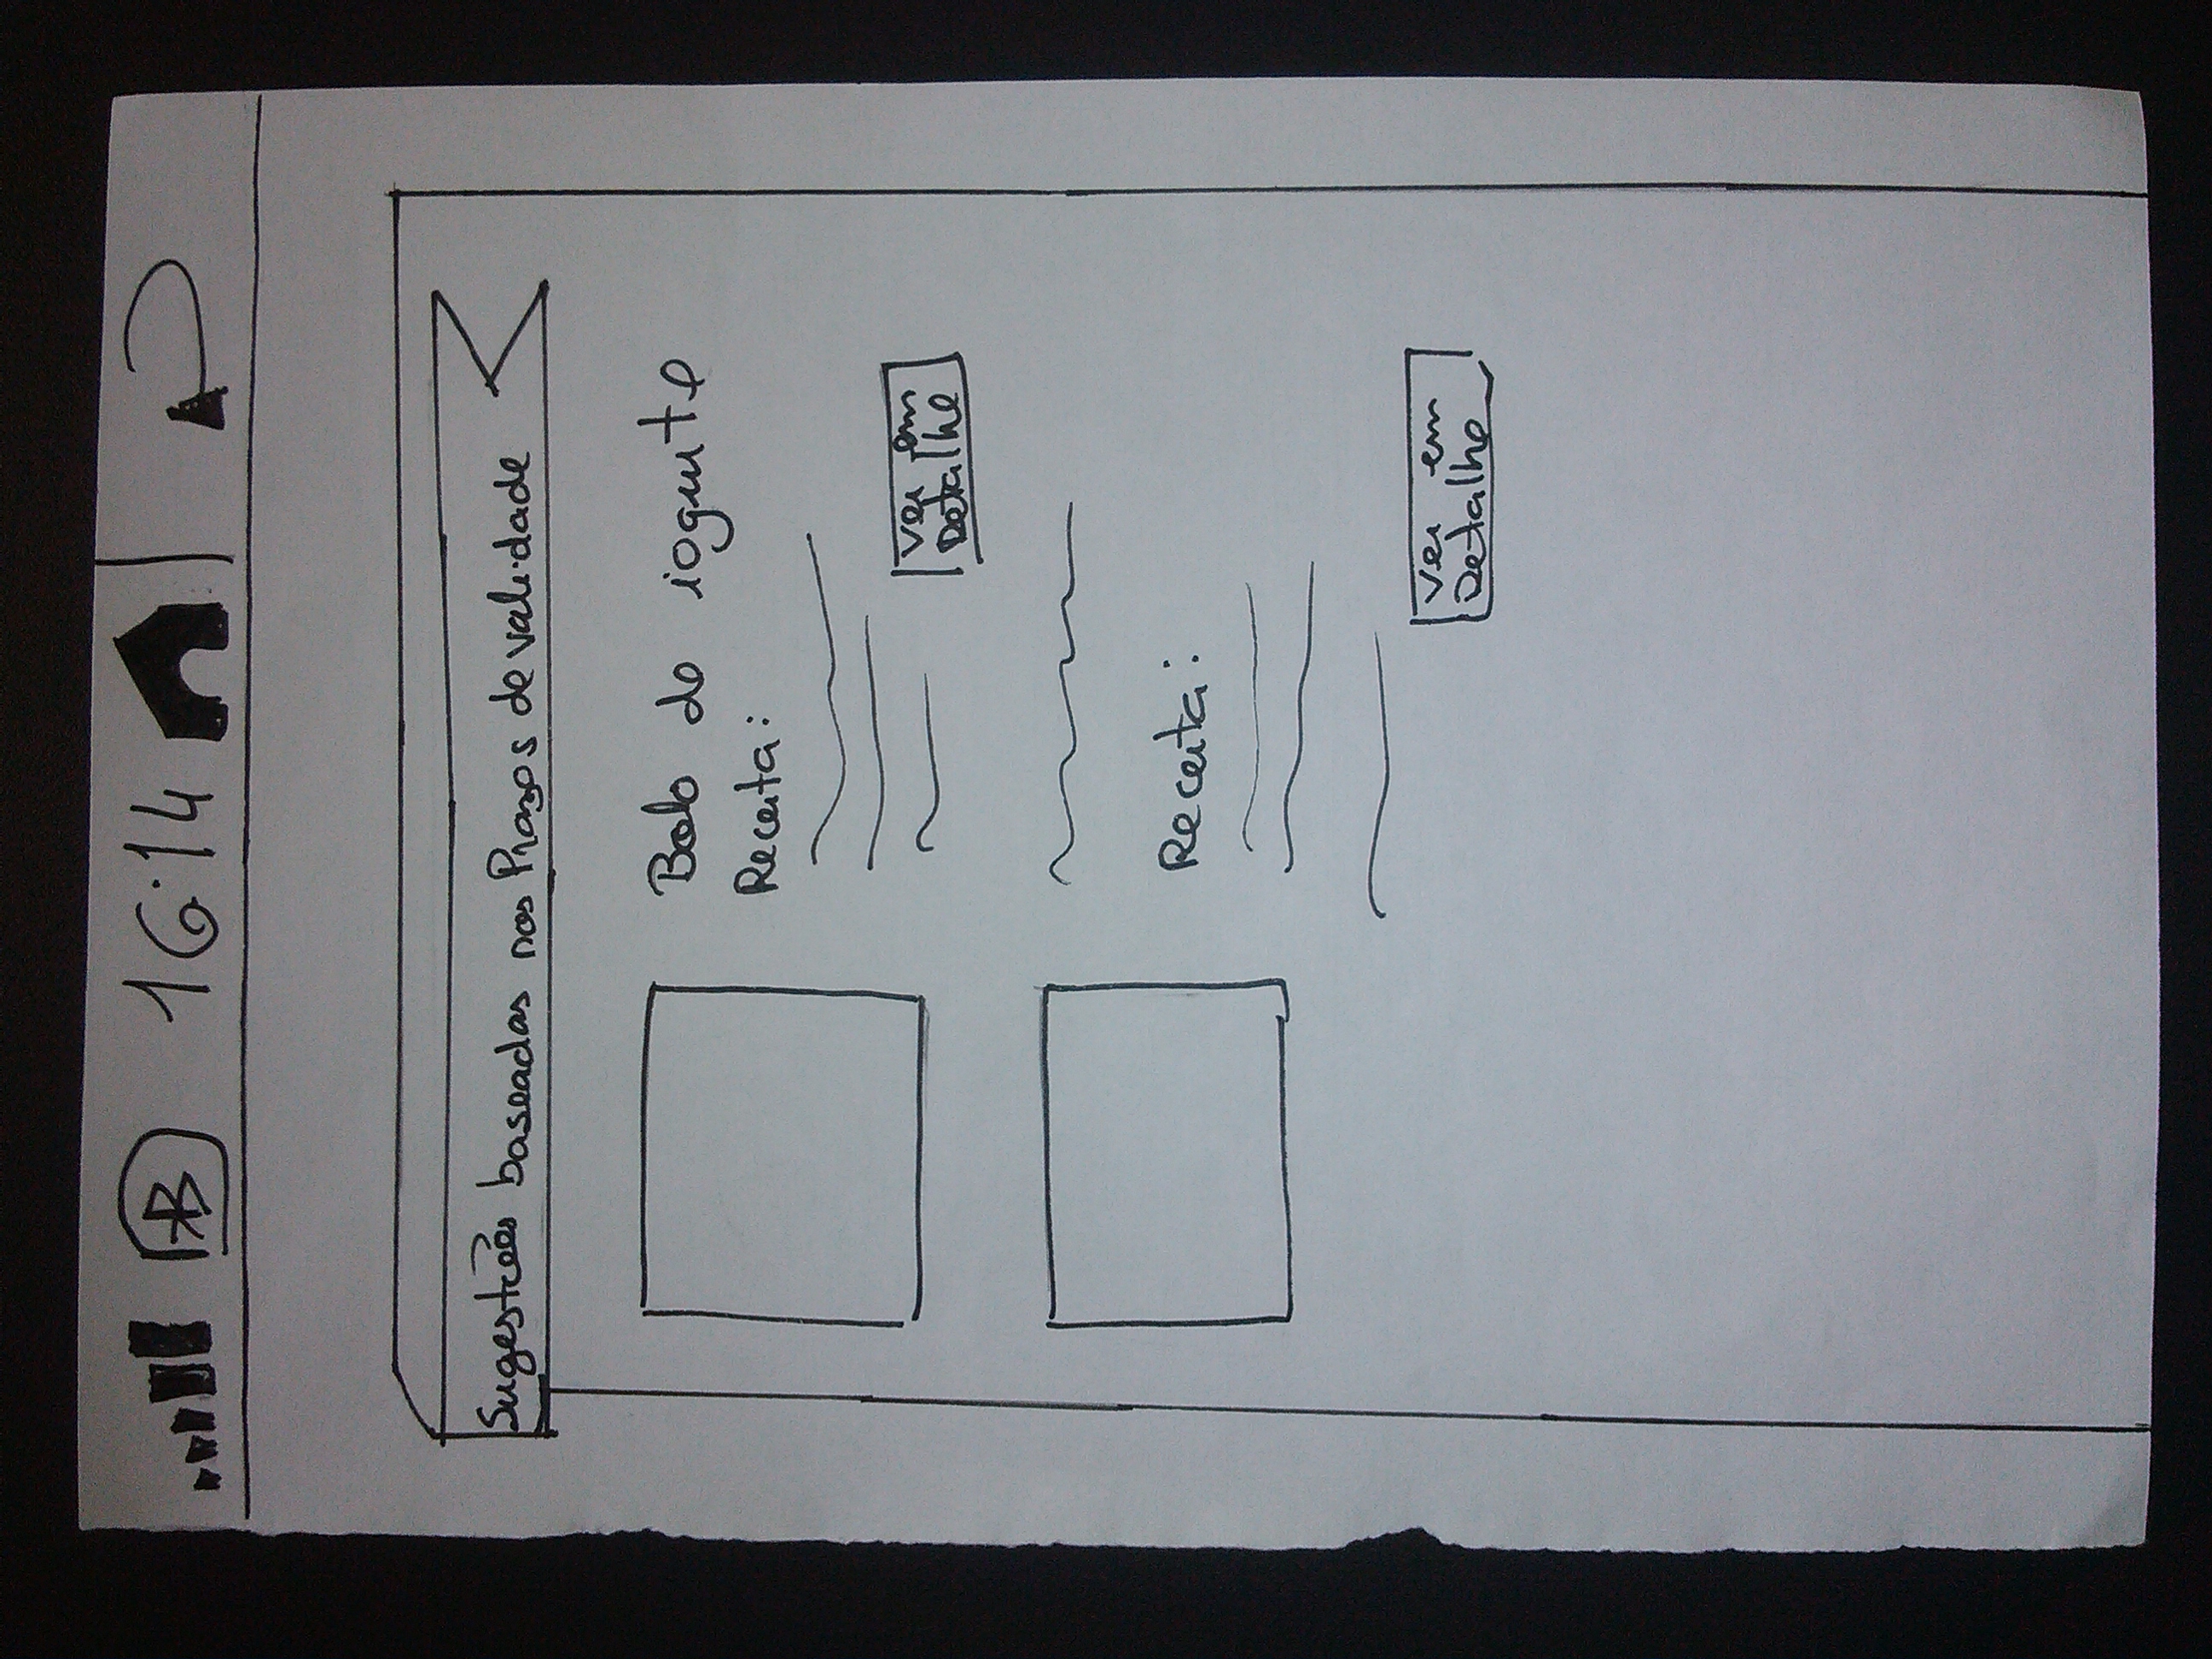 16:14
Sugestões baseadas nos Prazos de validade
Bolo de iogurte
Receita:
Ver em
Detalhe
Receita:
Ver em
Detalhe